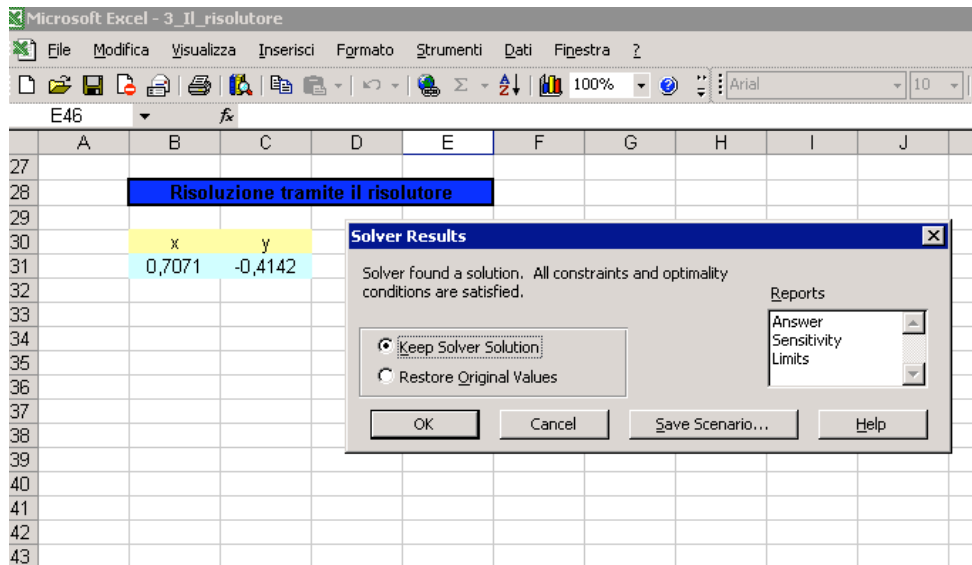 Microsoft Excel - 3_Il_risolutore
File Modifica Visualizza Inserisci Formato Strumenti Dati Finestra ?
100% Arial 10
E46 fx
A B C D E F G H I J
27
28 Risoluzione tramite il risolutore
29
30 x y
31 0,7071 -0,4142
32
33
34
35
36
37
38
39
40
41
42
43
Solver Results
Solver found a solution. All constraints and optimality
conditions are satisfied.
Reports
Answer
Sensitivity
Limits
Keep Solver Solution
Restore Original Values
OK Cancel Save Scenario... Help